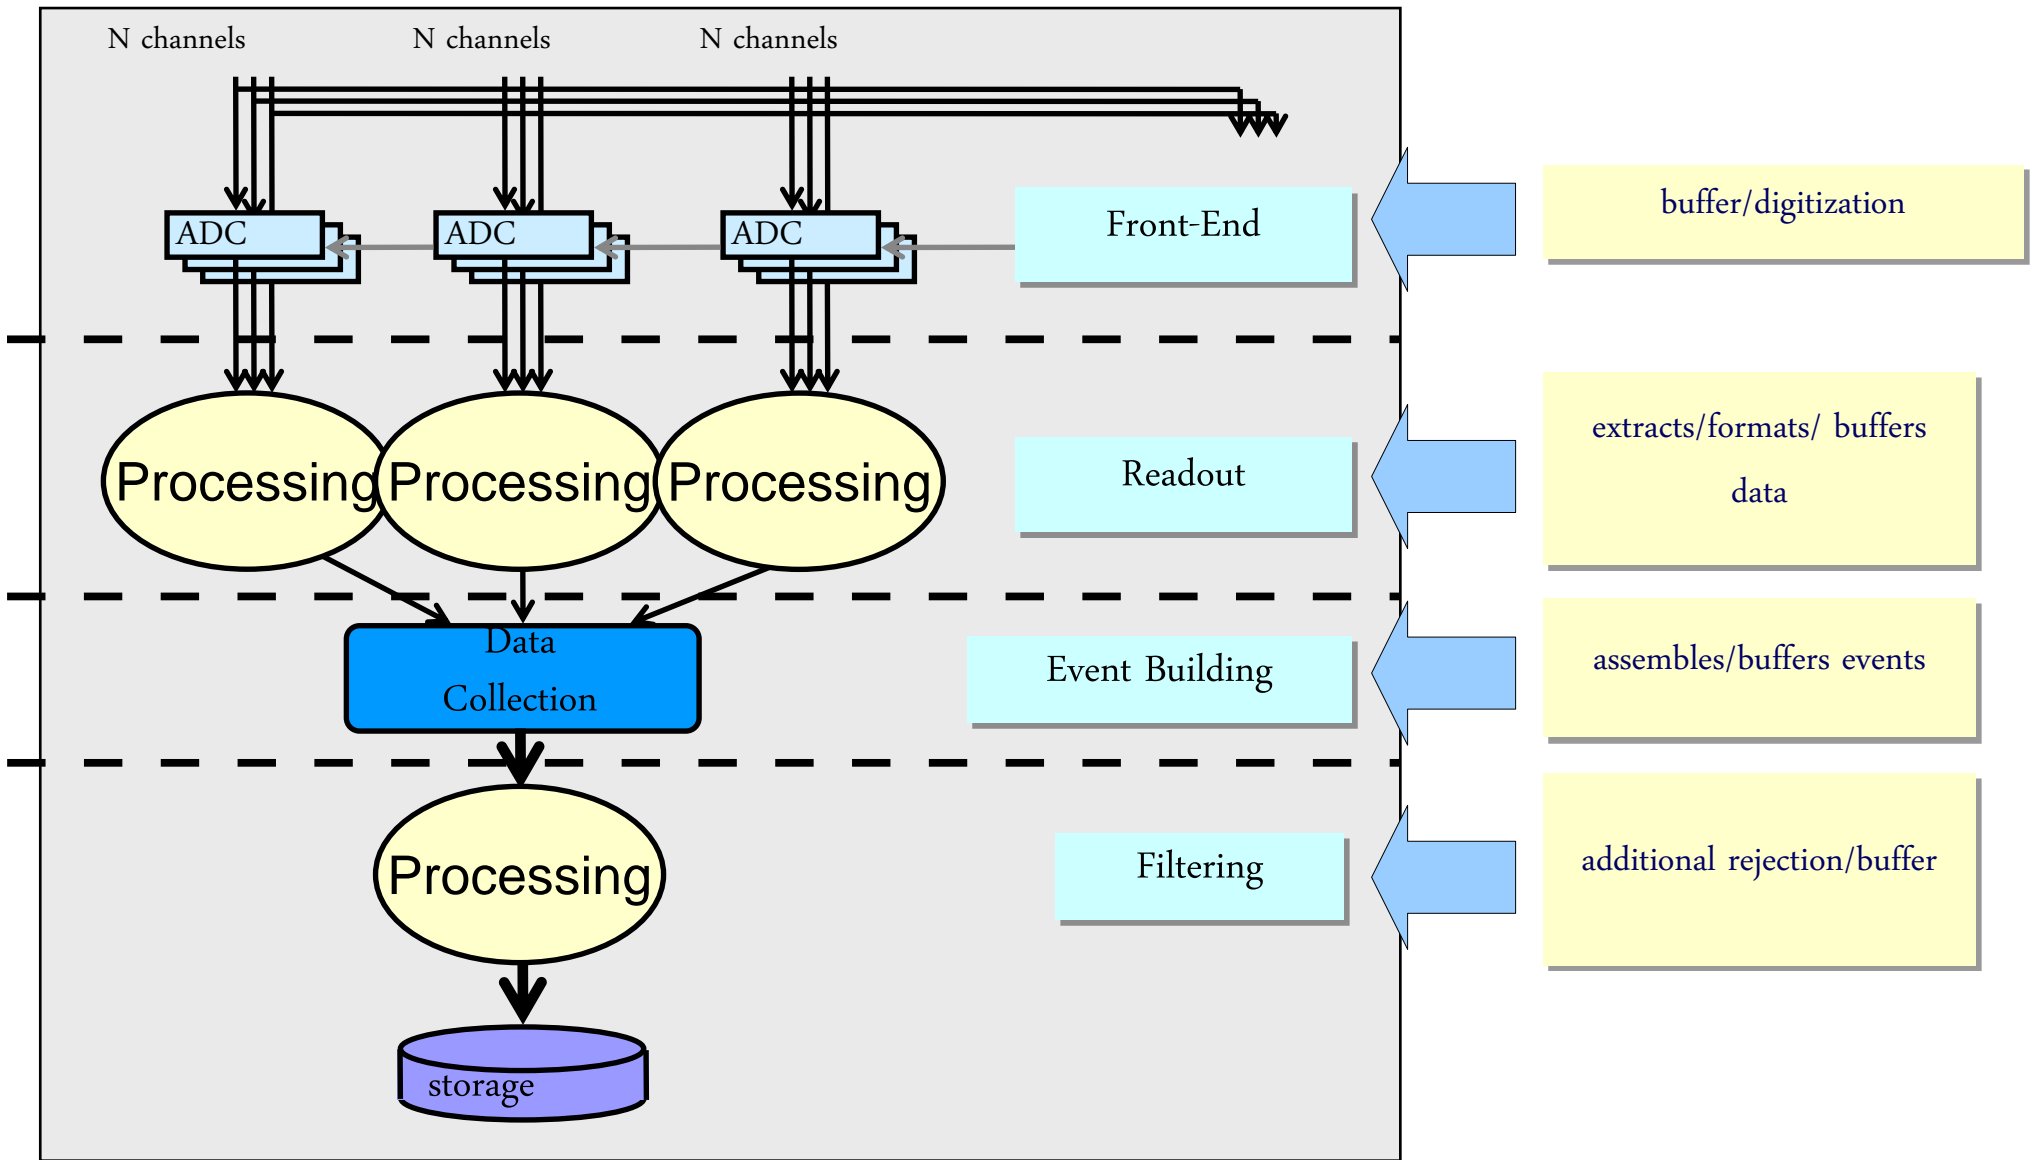 N channels
N channels
N channels
ADC
ADC
ADC
Front-End
buffer/digitization
Processing
Processing
Processing
Readout
extracts/formats/ buffers
data
Data
Collection
Event Building
assembles/buffers events
Processing
Filtering
additional rejection/buffer
storage